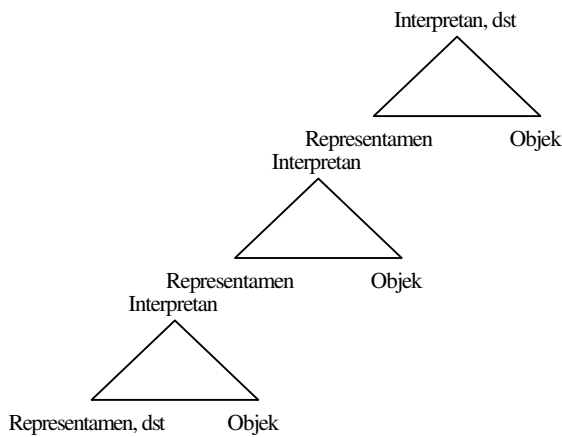 Interpretan, dst
Representamen Objek
Interpretan
Representamen Objek
Interpretan
Representamen, dst Objek